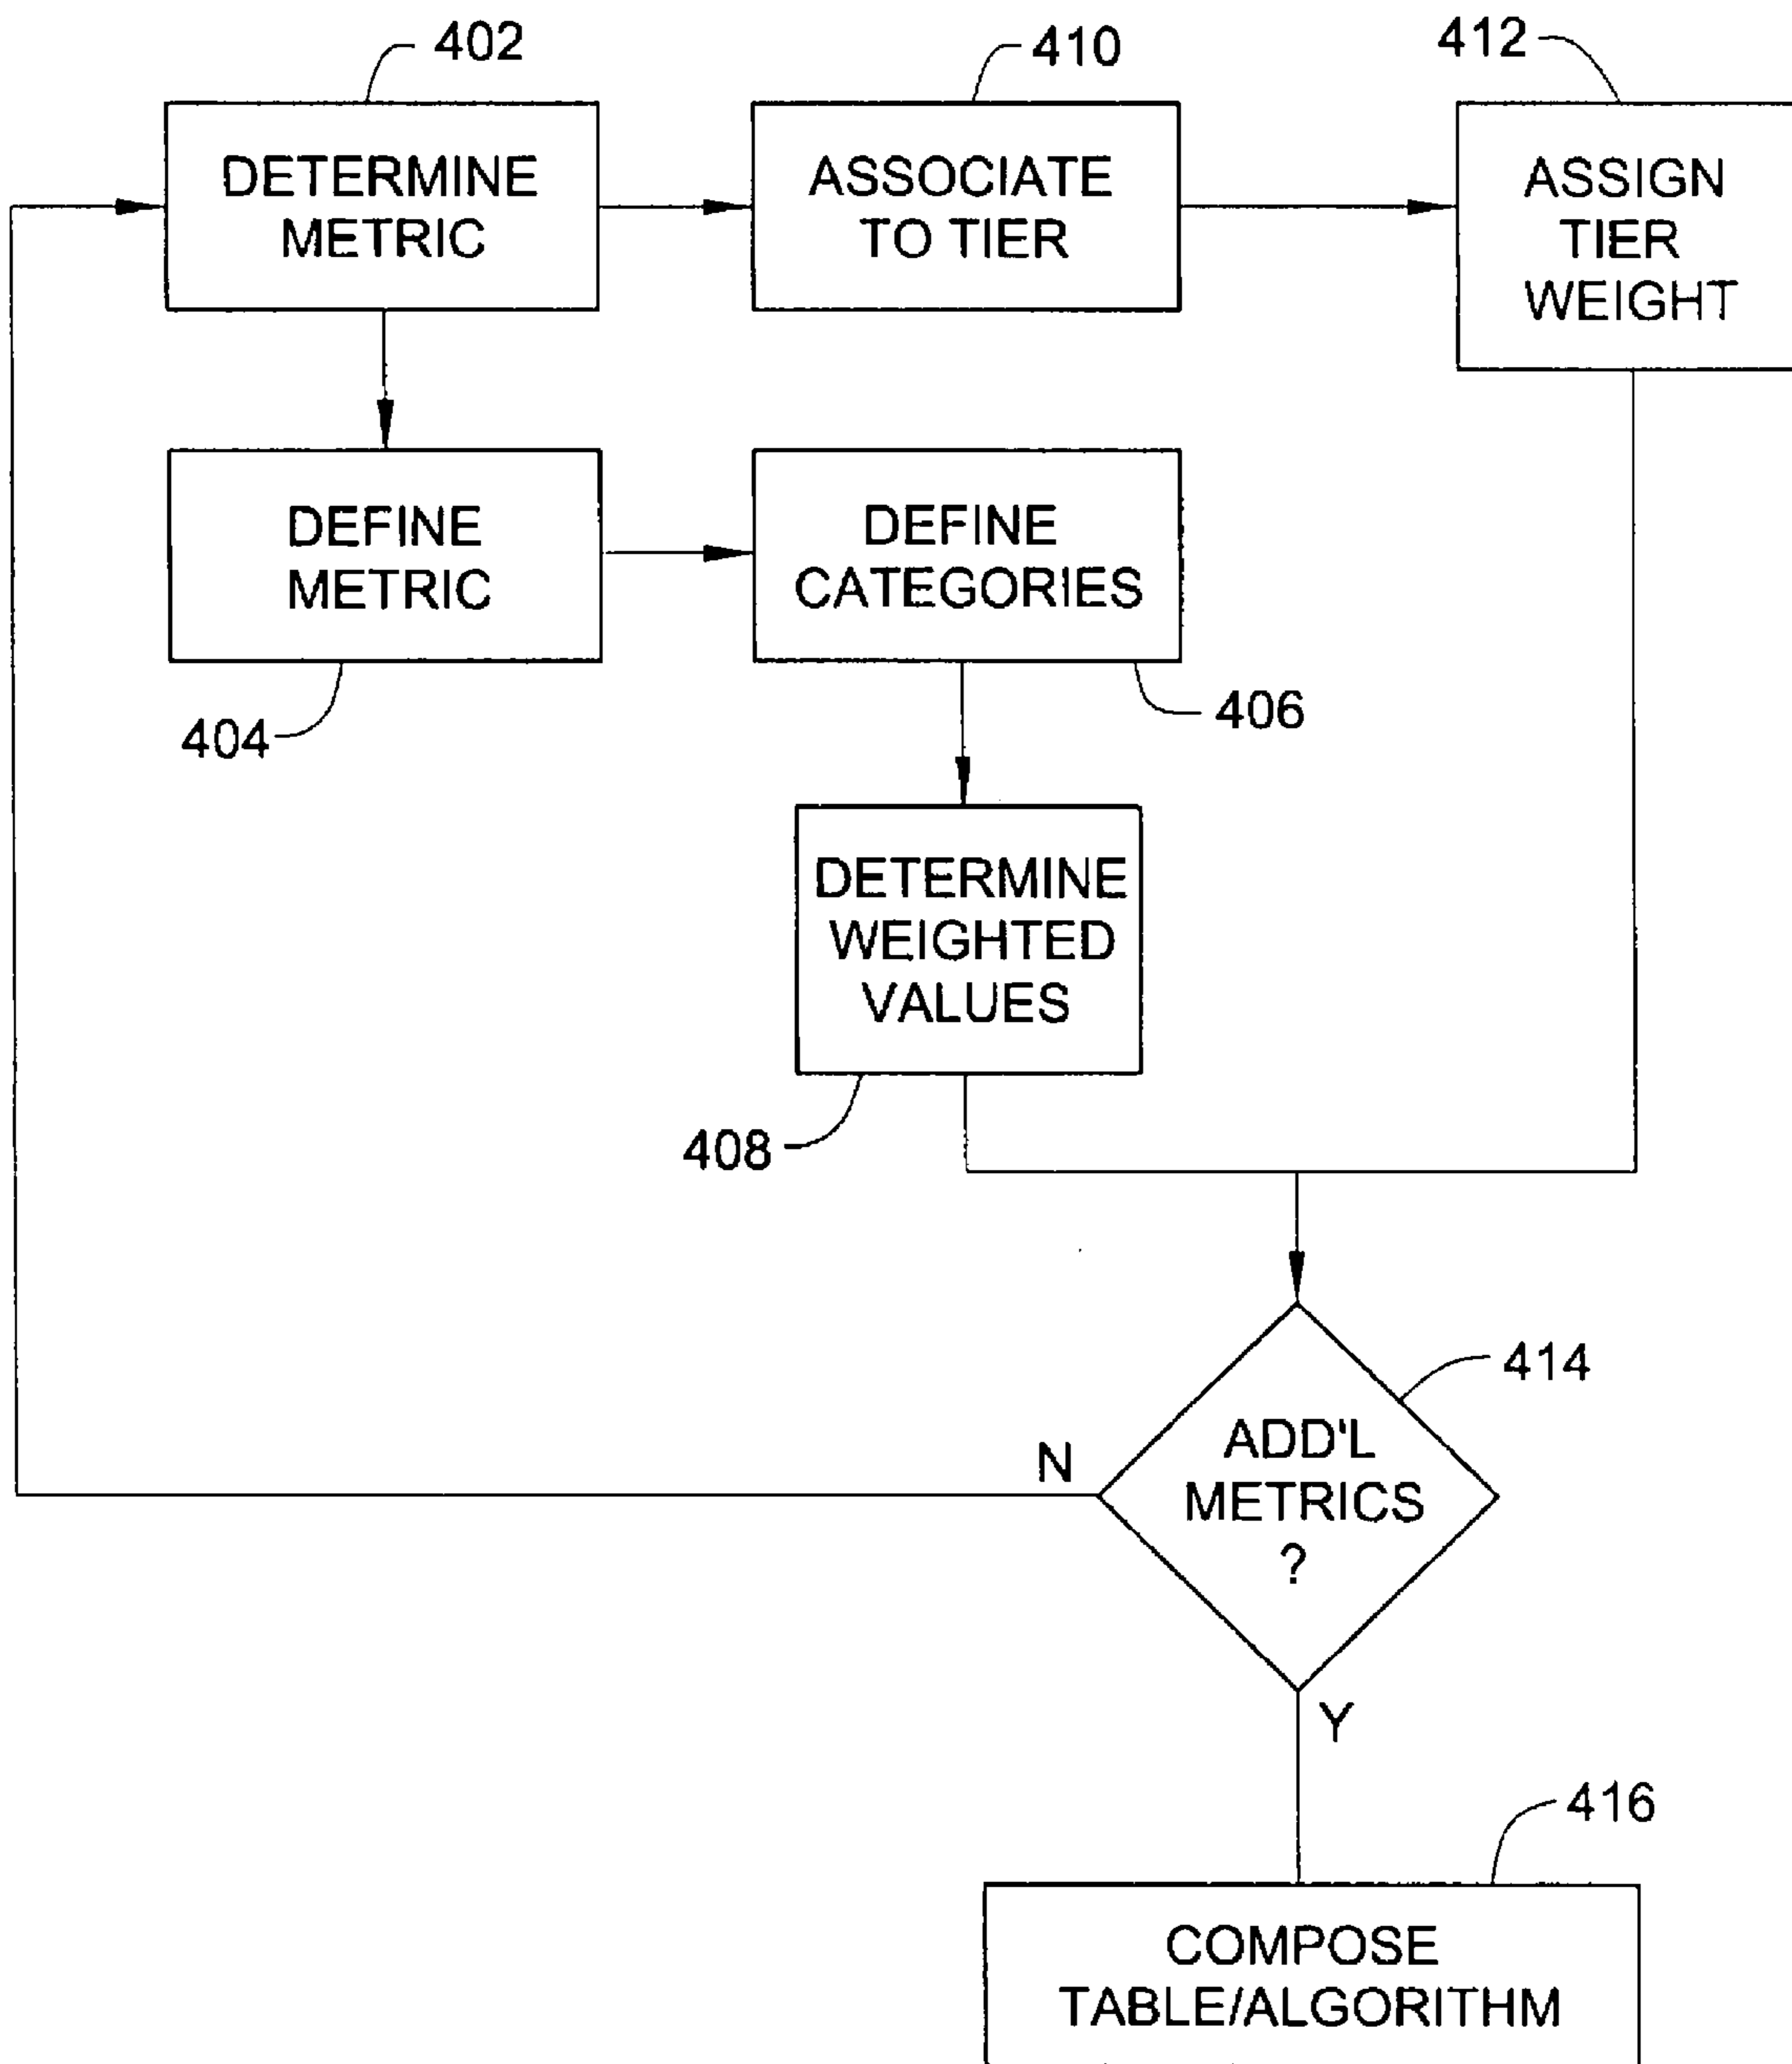 402
410
412
DETERMINE
METRIC
ASSOCIATE
TO TIER
ASSIGN
TIER
WEIGHT
DEFINE
METRIC
DEFINE
CATEGORIES
404
406
DETERMINE
WEIGHTED
VALUES
408
414
ADD'L
METRICS
?
N
Y
416
COMPOSE
TABLE/ALGORITHM